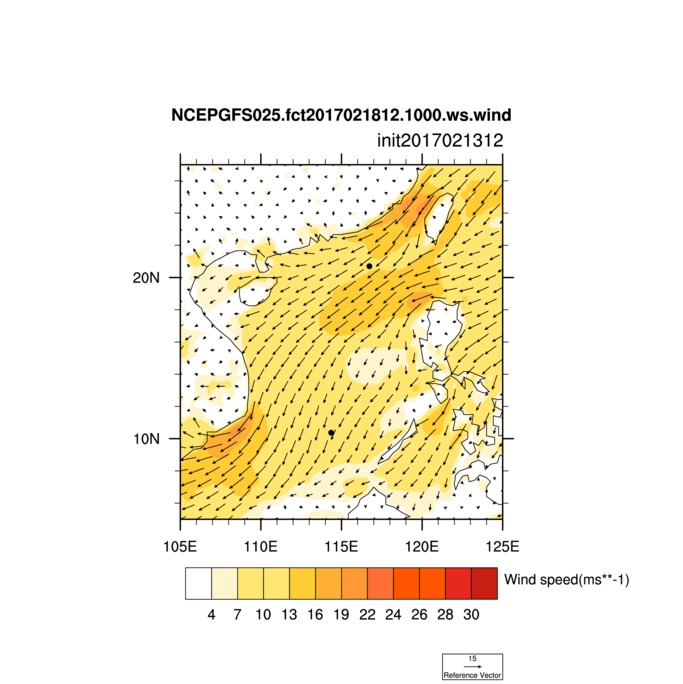 NCEPGFS025.fct2017021812.1000.ws.wind
init2017021312
20N
10N
105E 110E 115E 120E 125E
Wind speed(ms**-1)
4 7 10 13 16 19 22 24 26 28 30
15
Reference Vector